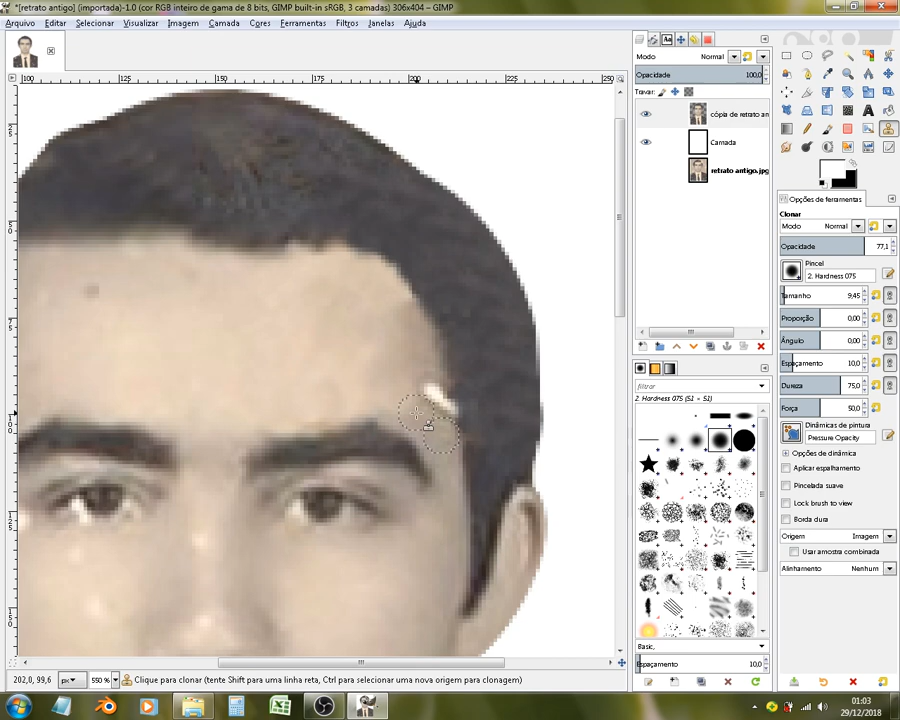 *[retrato antigo] (importada)-1.0 (cor RGB inteiro de gama de 8 bits, GIMP built-in sRGB, 3 camadas) 306x404 – GIMP
Arquivo Editar Selecionar Visualizar Imagem Camada Cores Ferramentas Filtros Janelas Ajuda
100 125 150 175 200 225 250
Modo Normal
Opacidade 100,0
Travar:
cópia de retrato an
Camada
retrato antigo.jpg
filtrar
2. Hardness 075 (51 × 51)
Basic,
Espaçamento 10,0
Opções de ferramentas
Clonar
Modo Normal
Opacidade 77,1
Pincel
2. Hardness 075
Tamanho 9,45
Proporção 0,00
Ângulo 0,00
Espaçamento 10,0
Dureza 75,0
Força 50,0
Dinâmicas de pintura
Pressure Opacity
Opções de dinâmica
Aplicar espalhamento
Pincelada suave
Lock brush to view
Borda dura
Origem Imagem
Usar amostra combinada
Alinhamento Nenhum
202,0, 99,6 px 550 % Clique para clonar (tente Shift para uma linha reta, Ctrl para selecionar uma nova origem para clonagem)
01:03
29/12/2018